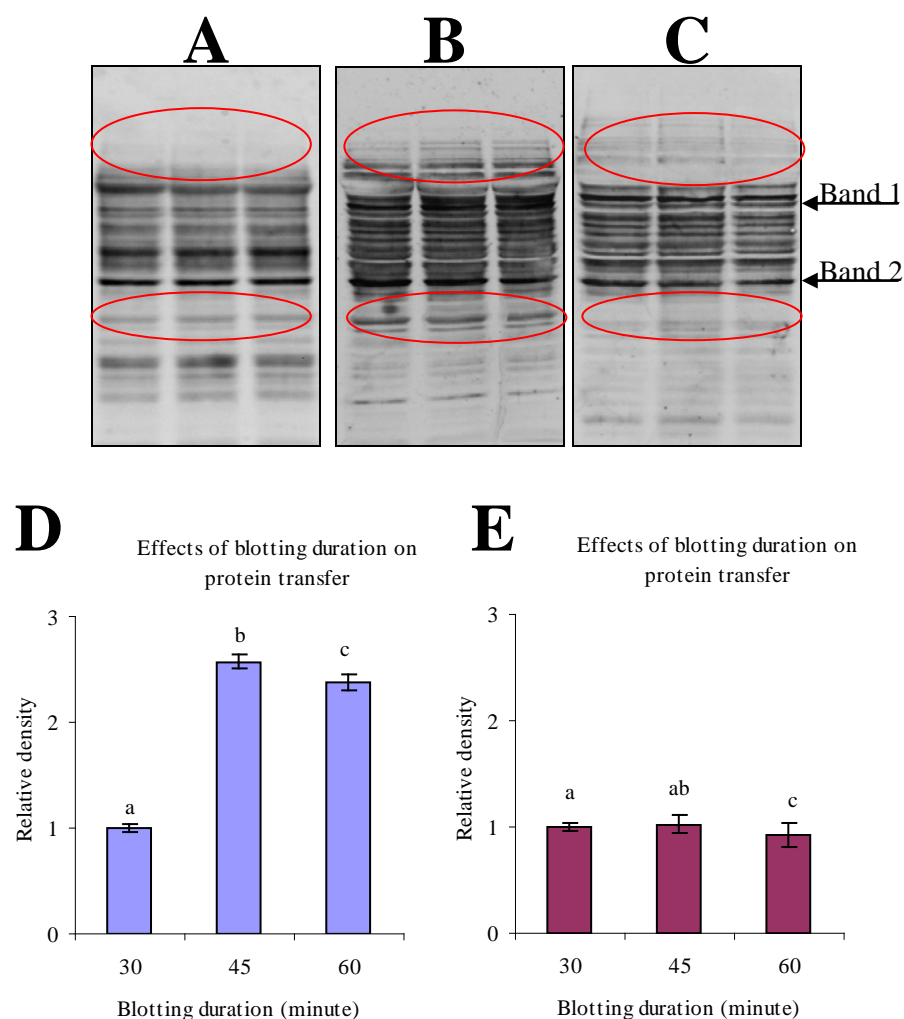 A
B
C
Band 1
Band 2
D
Effects of blotting duration on
protein transfer
3
2
1
0
Relative density
a
b
c
30
45
60
Blotting duration (minute)
E
Effects of blotting duration on
protein transfer
3
2
1
0
Relative density
a
ab
c
30
45
60
Blotting duration (minute)